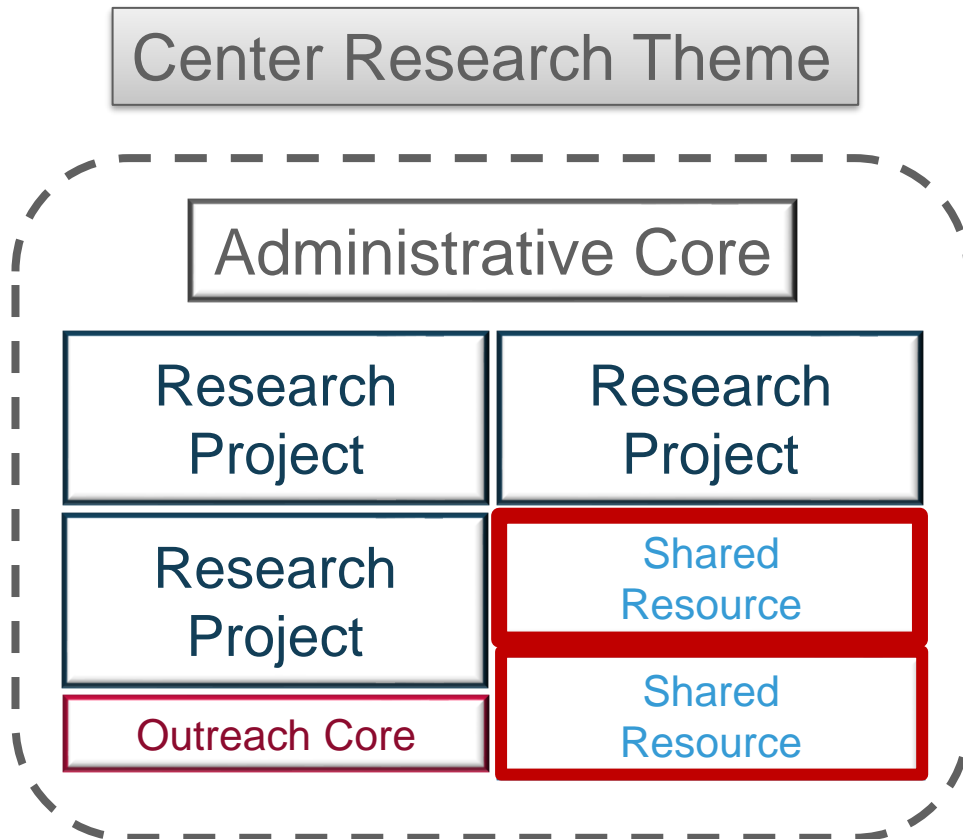 Center Research Theme
Administrative Core
Research
Project
Research
Project
Research
Project
Shared
Resource
Outreach Core
Shared
Resource